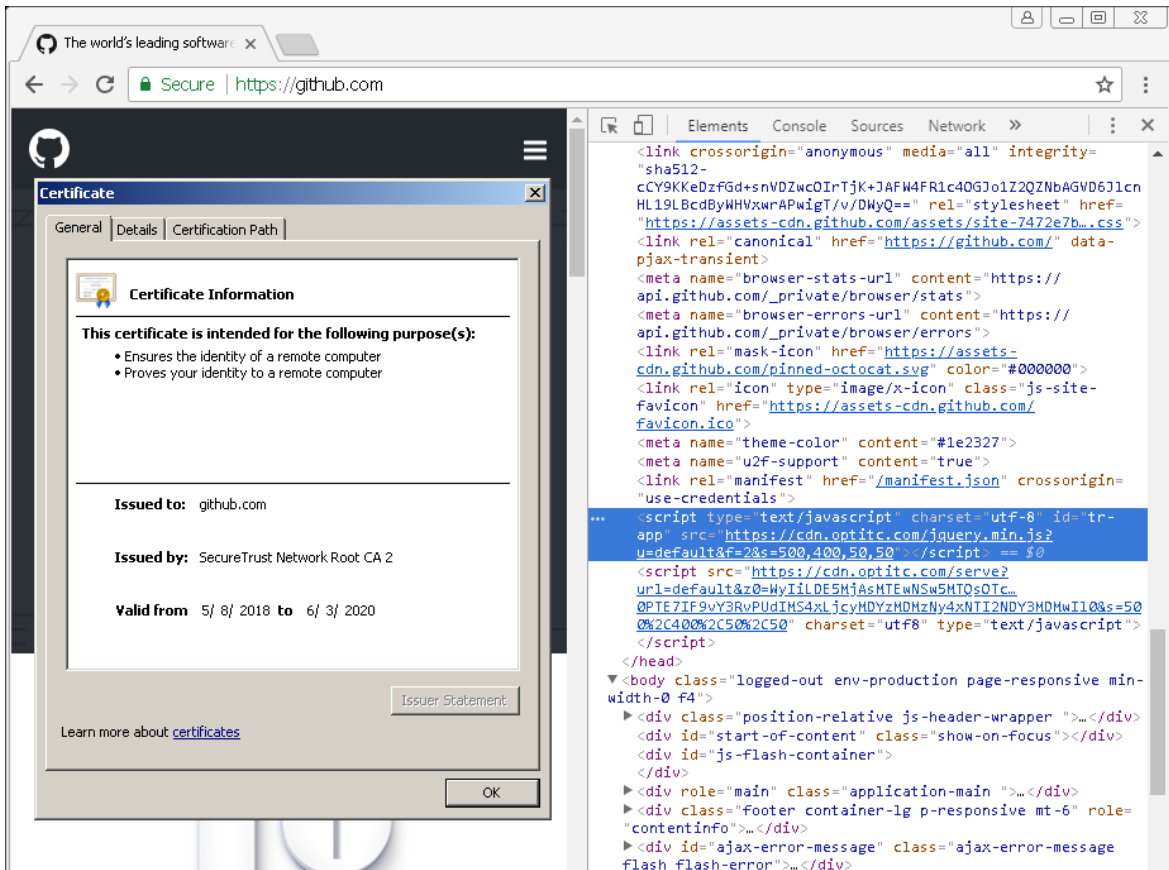 The world's leading software
Secure | https://github.com
Elements Console Sources Network »
Certificate
General Details Certification Path
Certificate Information
This certificate is intended for the following purpose(s):
• Ensures the identity of a remote computer
• Proves your identity to a remote computer
Issued to: github.com
Issued by: SecureTrust Network Root CA 2
Valid from 5/ 8/ 2018 to 6/ 3/ 2020
Issuer Statement
Learn more about certificates
OK
<link crossorigin="anonymous" media="all" integrity=
"sha512-
cCY9KKeDzfGd+snVDZwcOIrTjK+JAFW4FR1c4OGJo1Z2QZNbAGVD6J1cn
HL19LBcdByWHVxwrAPwigT/v/DWyQ==" rel="stylesheet" href=
"https://assets-cdn.github.com/assets/site-7472e7b….css">
<link rel="canonical" href="https://github.com/" data-
pjax-transient>
<meta name="browser-stats-url" content="https://
api.github.com/_private/browser/stats">
<meta name="browser-errors-url" content="https://
api.github.com/_private/browser/errors">
<link rel="mask-icon" href="https://assets-
cdn.github.com/pinned-octocat.svg" color="#000000">
<link rel="icon" type="image/x-icon" class="js-site-
favicon" href="https://assets-cdn.github.com/
favicon.ico">
<meta name="theme-color" content="#1e2327">
<meta name="u2f-support" content="true">
<link rel="manifest" href="/manifest.json" crossorigin=
"use-credentials">
… <script type="text/javascript" charset="utf-8" id="tr-
app" src="https://cdn.optitc.com/jquery.min.js?
u=default&f=2&s=500,400,50,50"></script> == $0
<script src="https://cdn.optitc.com/serve?
url=default&z0=WyIiLDE5MjAsMTEwNSw5MTQsOTc…
0PTE7IF9vY3RvPUdIMS4xLjcyMDYzMDMzNy4xNTI2NDY3MDMwIl0&s=50
0%2C400%2C50%2C50" charset="utf8" type="text/javascript">
</script>
</head>
▼<body class="logged-out env-production page-responsive min-
width-0 f4">
▶<div class="position-relative js-header-wrapper ">…</div>
<div id="start-of-content" class="show-on-focus"></div>
<div id="js-flash-container">
</div>
▶<div role="main" class="application-main ">…</div>
▶<div class="footer container-lg p-responsive mt-6" role=
"contentinfo">…</div>
▶<div id="ajax-error-message" class="ajax-error-message
flash flash-error">…</div>